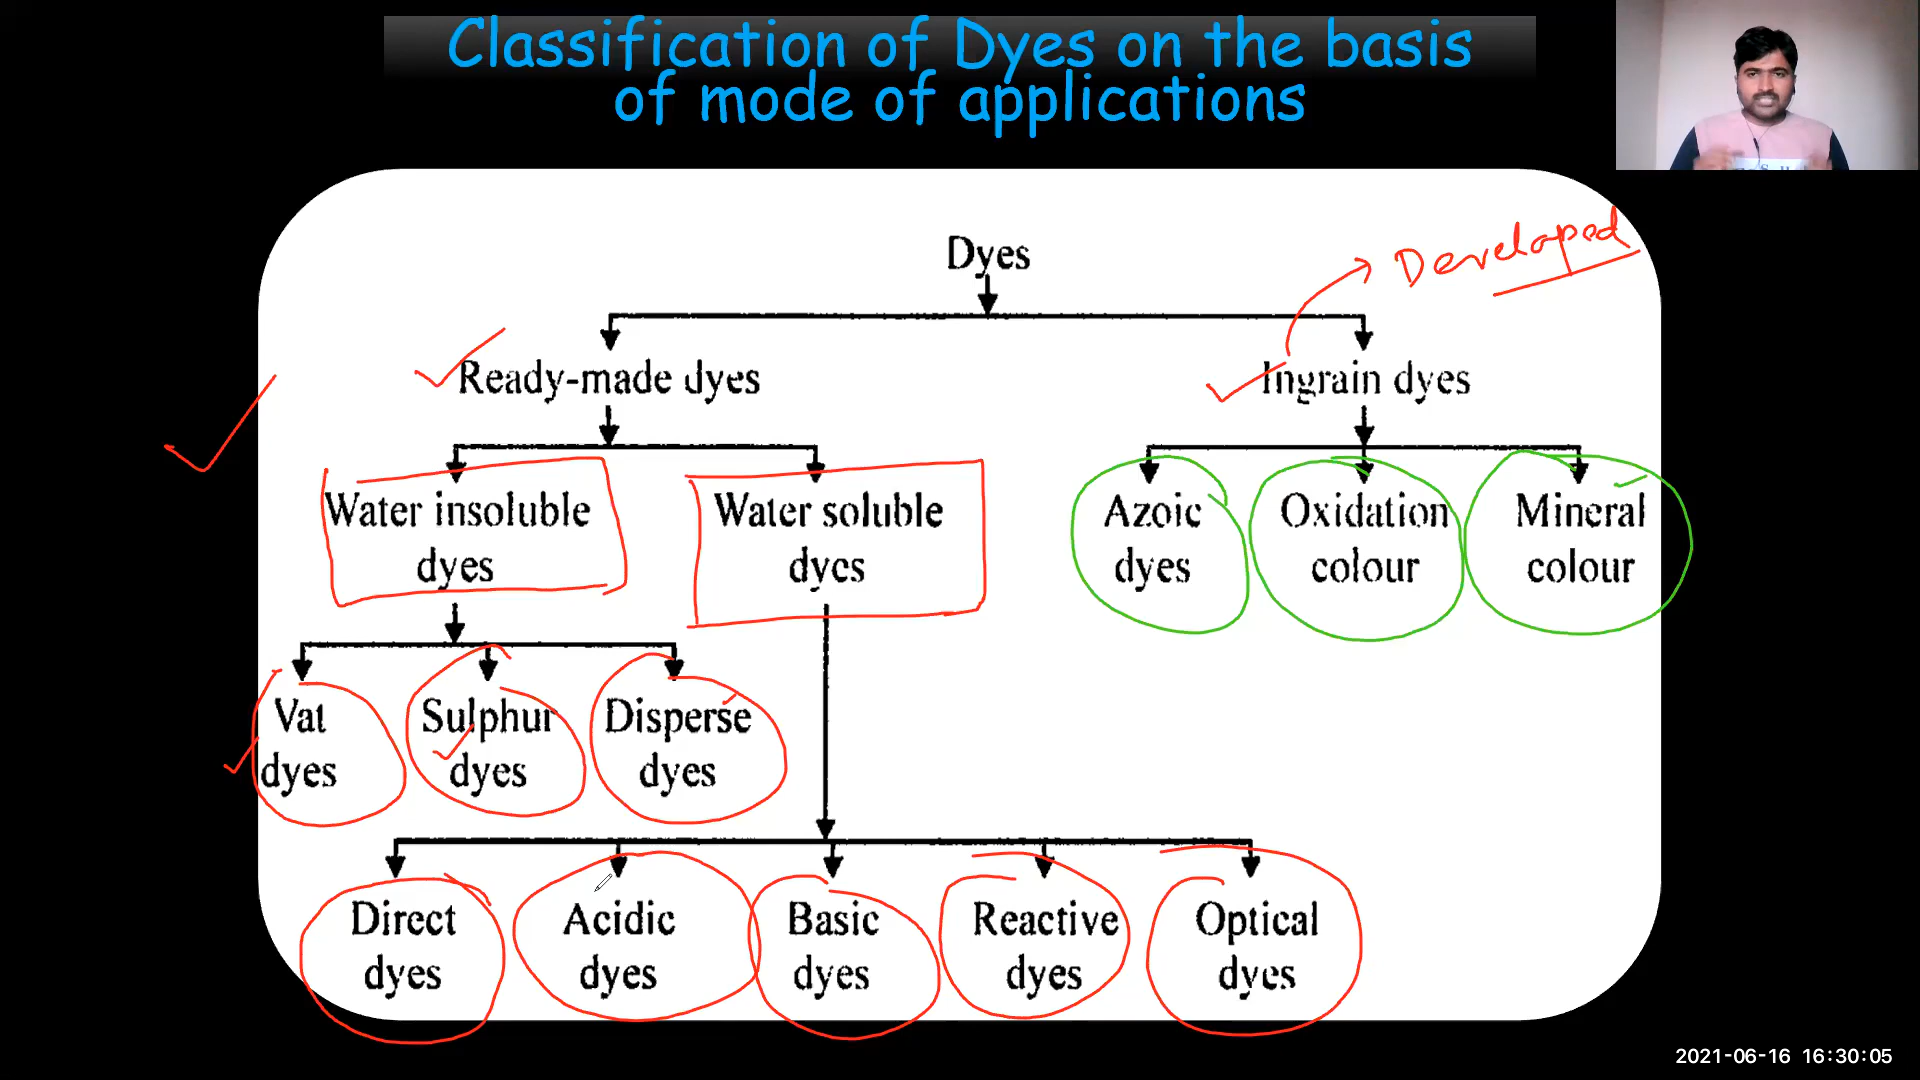 Classification of Dyes on the basis
of mode of applications
Dyes
Developed
Ready-made dyes
Ingrain dyes
Water insoluble
dyes
Water soluble
dyes
Azoic
dyes
Oxidation
colour
Mineral
colour
Vat
dyes
Sulphur
dyes
Disperse
dyes
Direct
dyes
Acidic
dyes
Basic
dyes
Reactive
dyes
Optical
dyes
2021-06-16 16:30:05